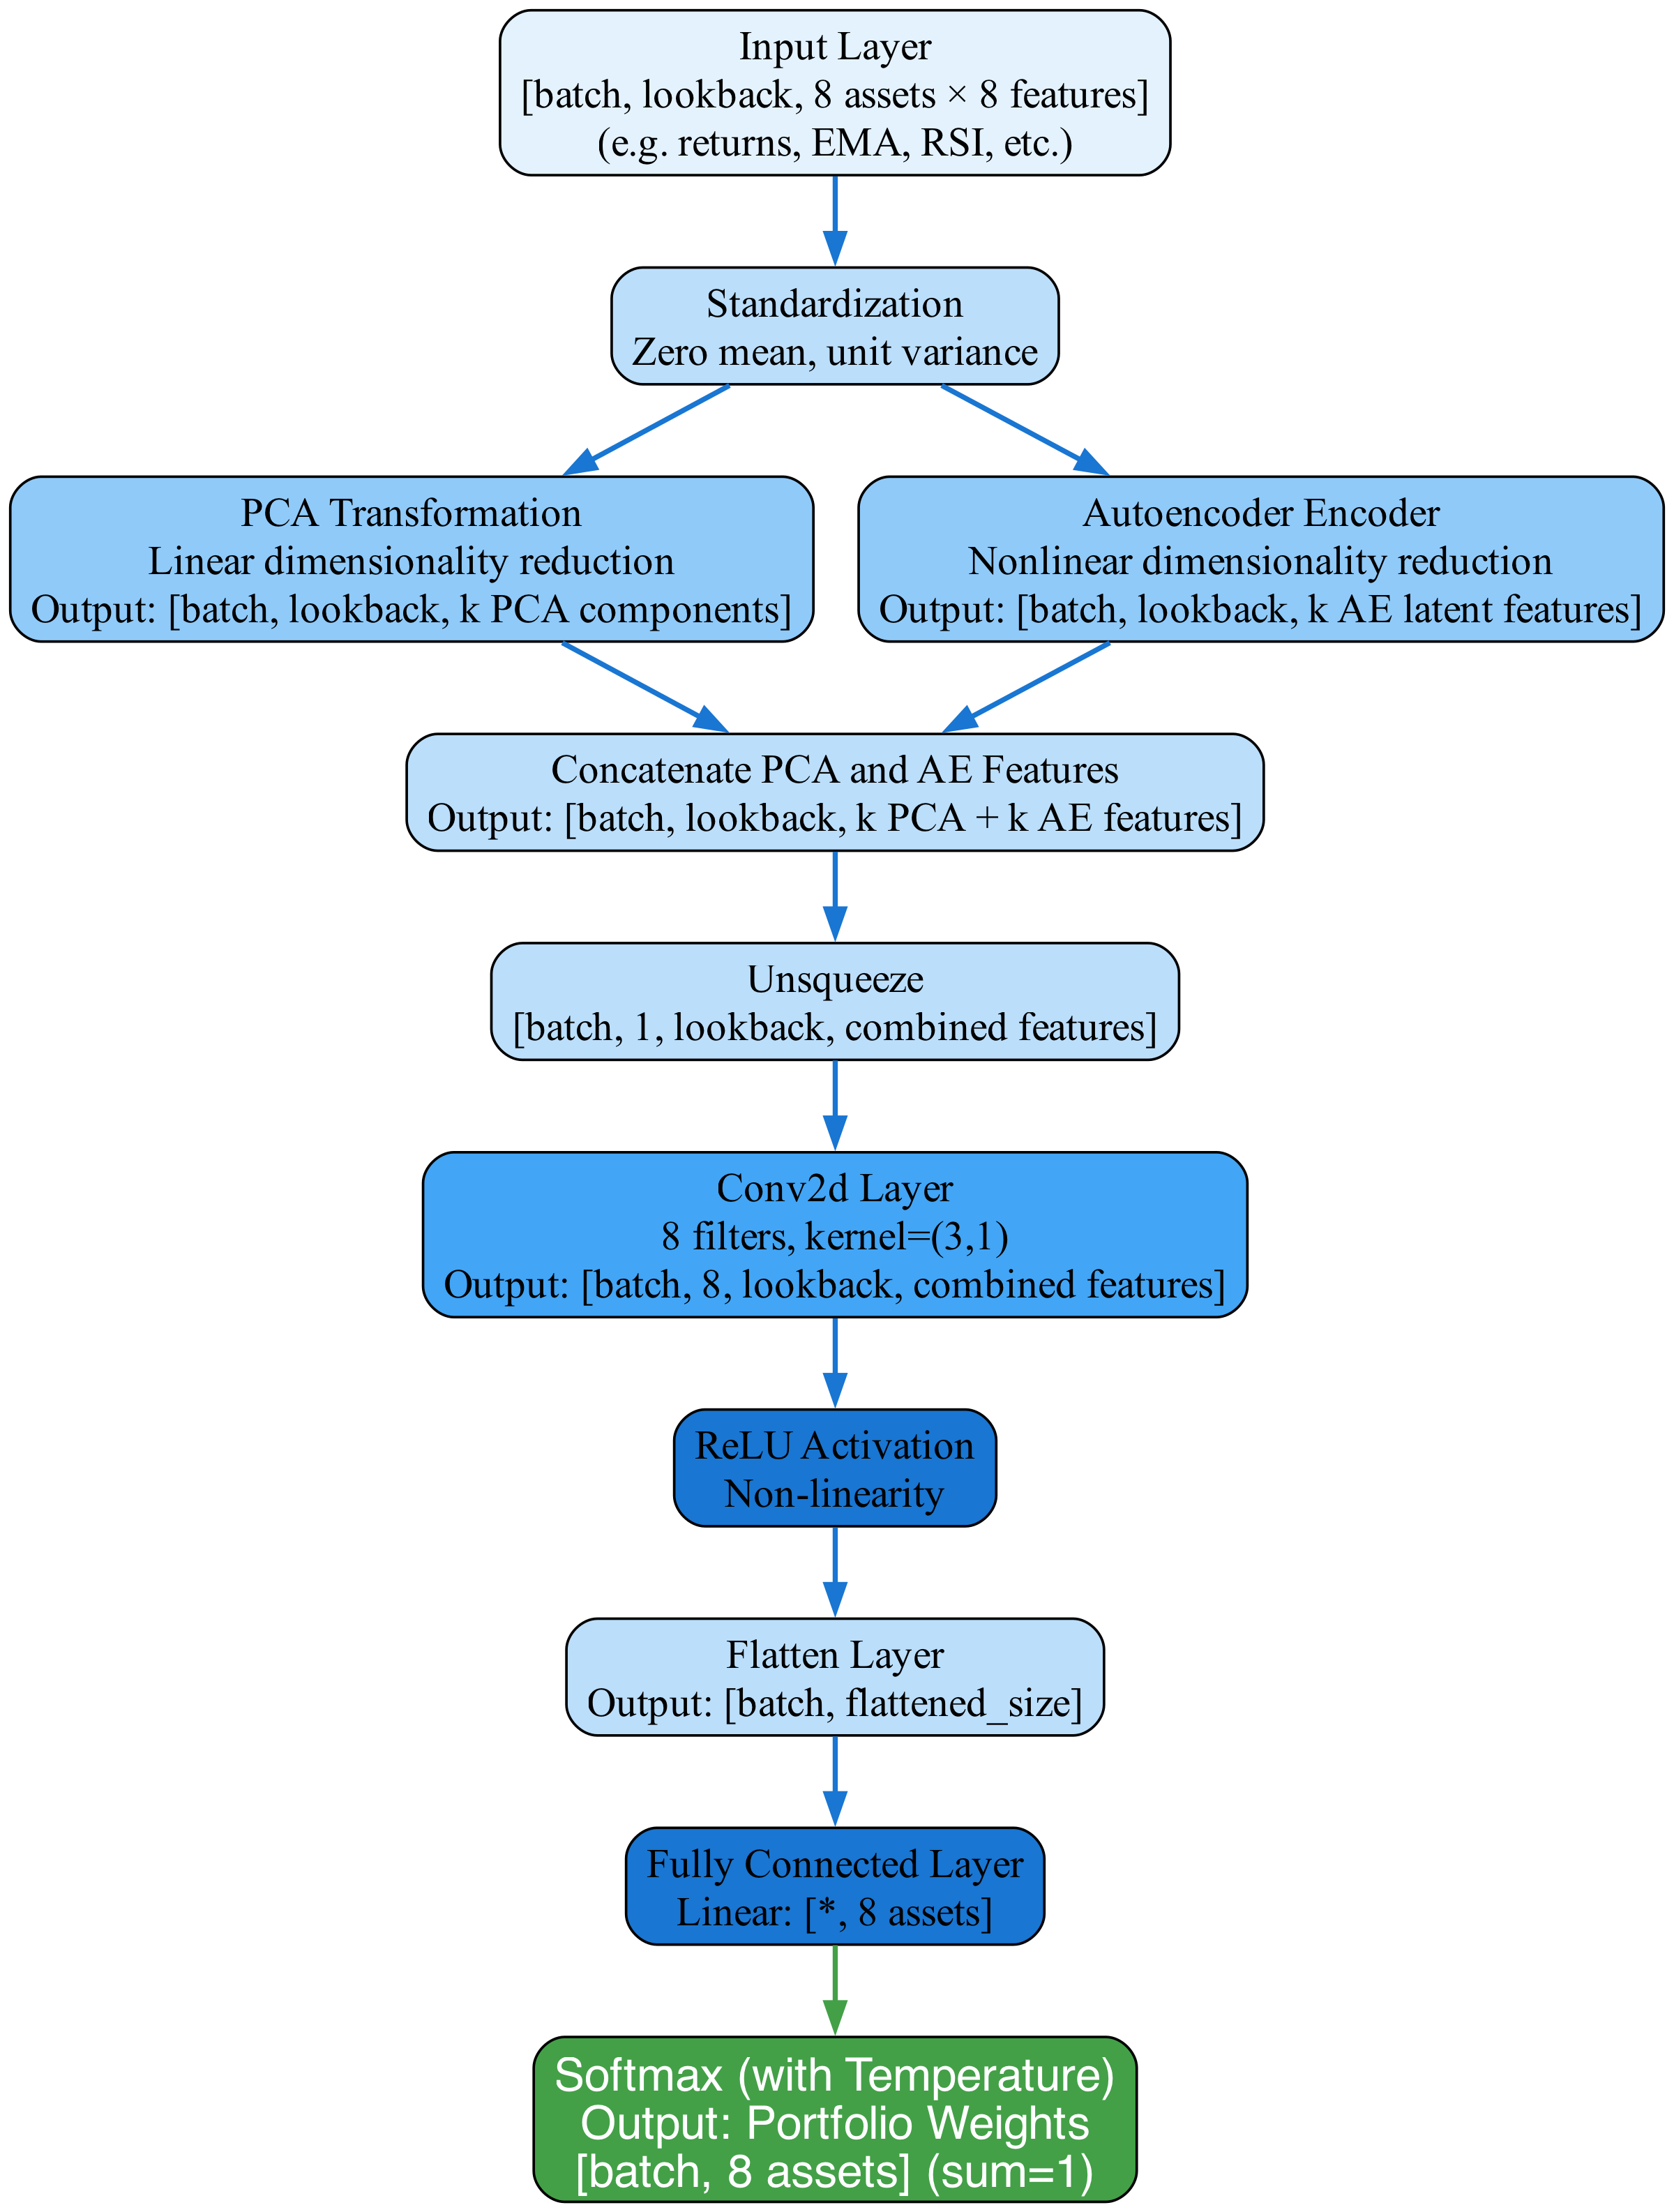 Input Layer
[batch, lookback, 8 assets × 8 features]
(e.g. returns, EMA, RSI, etc.)
Standardization
Zero mean, unit variance
PCA Transformation
Linear dimensionality reduction
Output: [batch, lookback, k PCA components]
Autoencoder Encoder
Nonlinear dimensionality reduction
Output: [batch, lookback, k AE latent features]
Concatenate PCA and AE Features
Output: [batch, lookback, k PCA + k AE features]
Unsqueeze
[batch, 1, lookback, combined features]
Conv2d Layer
8 filters, kernel=(3,1)
Output: [batch, 8, lookback, combined features]
ReLU Activation
Non-linearity
Flatten Layer
Output: [batch, flattened_size]
Fully Connected Layer
Linear: [*, 8 assets]
Softmax (with Temperature)
Output: Portfolio Weights
[batch, 8 assets] (sum=1)